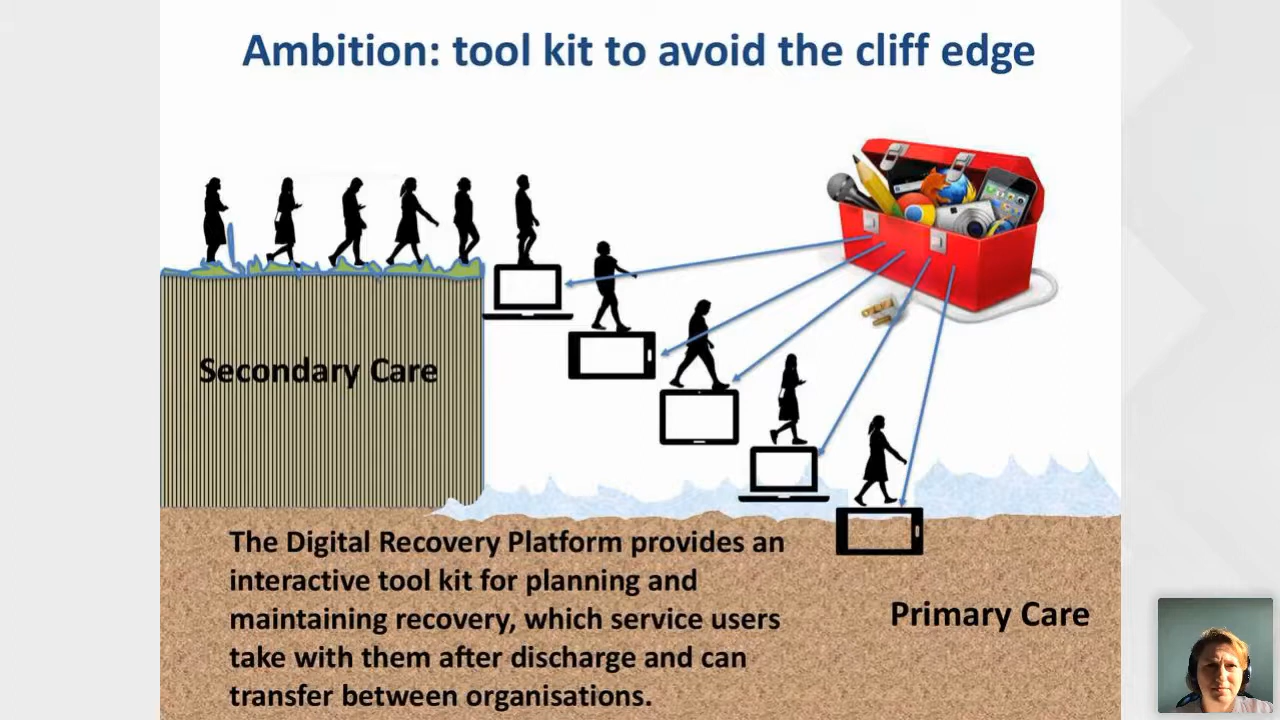 Ambition: tool kit to avoid the cliff edge
Secondary Care
The Digital Recovery Platform provides an
interactive tool kit for planning and
maintaining recovery, which service users
take with them after discharge and can
transfer between organisations.
Primary Care